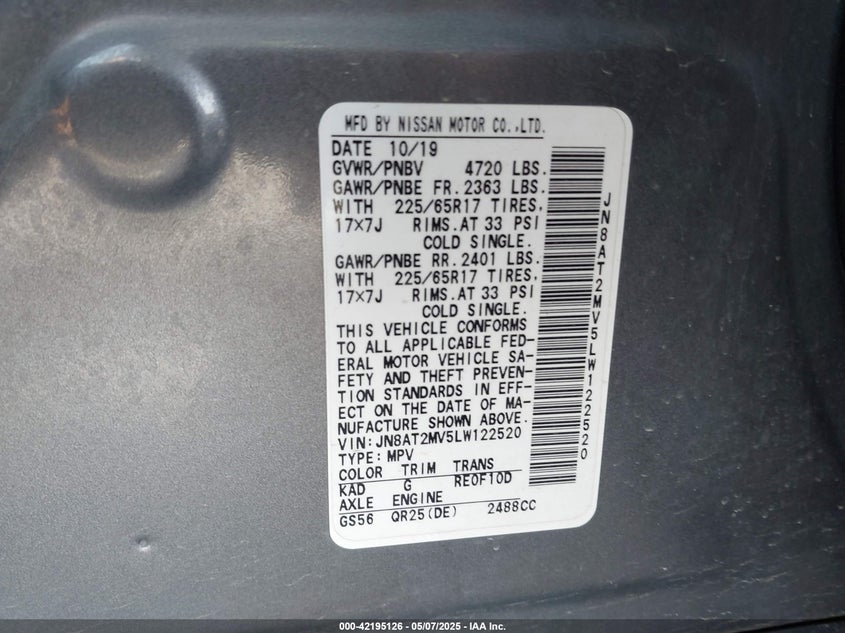 MFD BY NISSAN MOTOR CO.,LTD.
DATE 10/19
GVWR/PNBV 4720 LBS.
GAWR/PNBE FR. 2363 LBS.
WITH 225/65R17 TIRES,
17×7J RIMS.AT 33 PSI
COLD SINGLE.
GAWR/PNBE RR. 2401 LBS.
WITH 225/65R17 TIRES,
17×7J RIMS.AT 33 PSI
COLD SINGLE.
THIS VEHICLE CONFORMS
TO ALL APPLICABLE FED-
ERAL MOTOR VEHICLE SA-
FETY AND THEFT PREVEN-
TION STANDARDS IN EFF-
ECT ON THE DATE OF MA-
NUFACTURE SHOWN ABOVE.
VIN:JN8AT2MV5LW122520
TYPE:MPV
COLOR TRIM TRANS
KAD G RE0F10D
AXLE ENGINE
GS56 QR25(DE) 2488CC
JN8AT2MV5LW122520
000-42195126 - 05/07/2025 - IAA Inc.